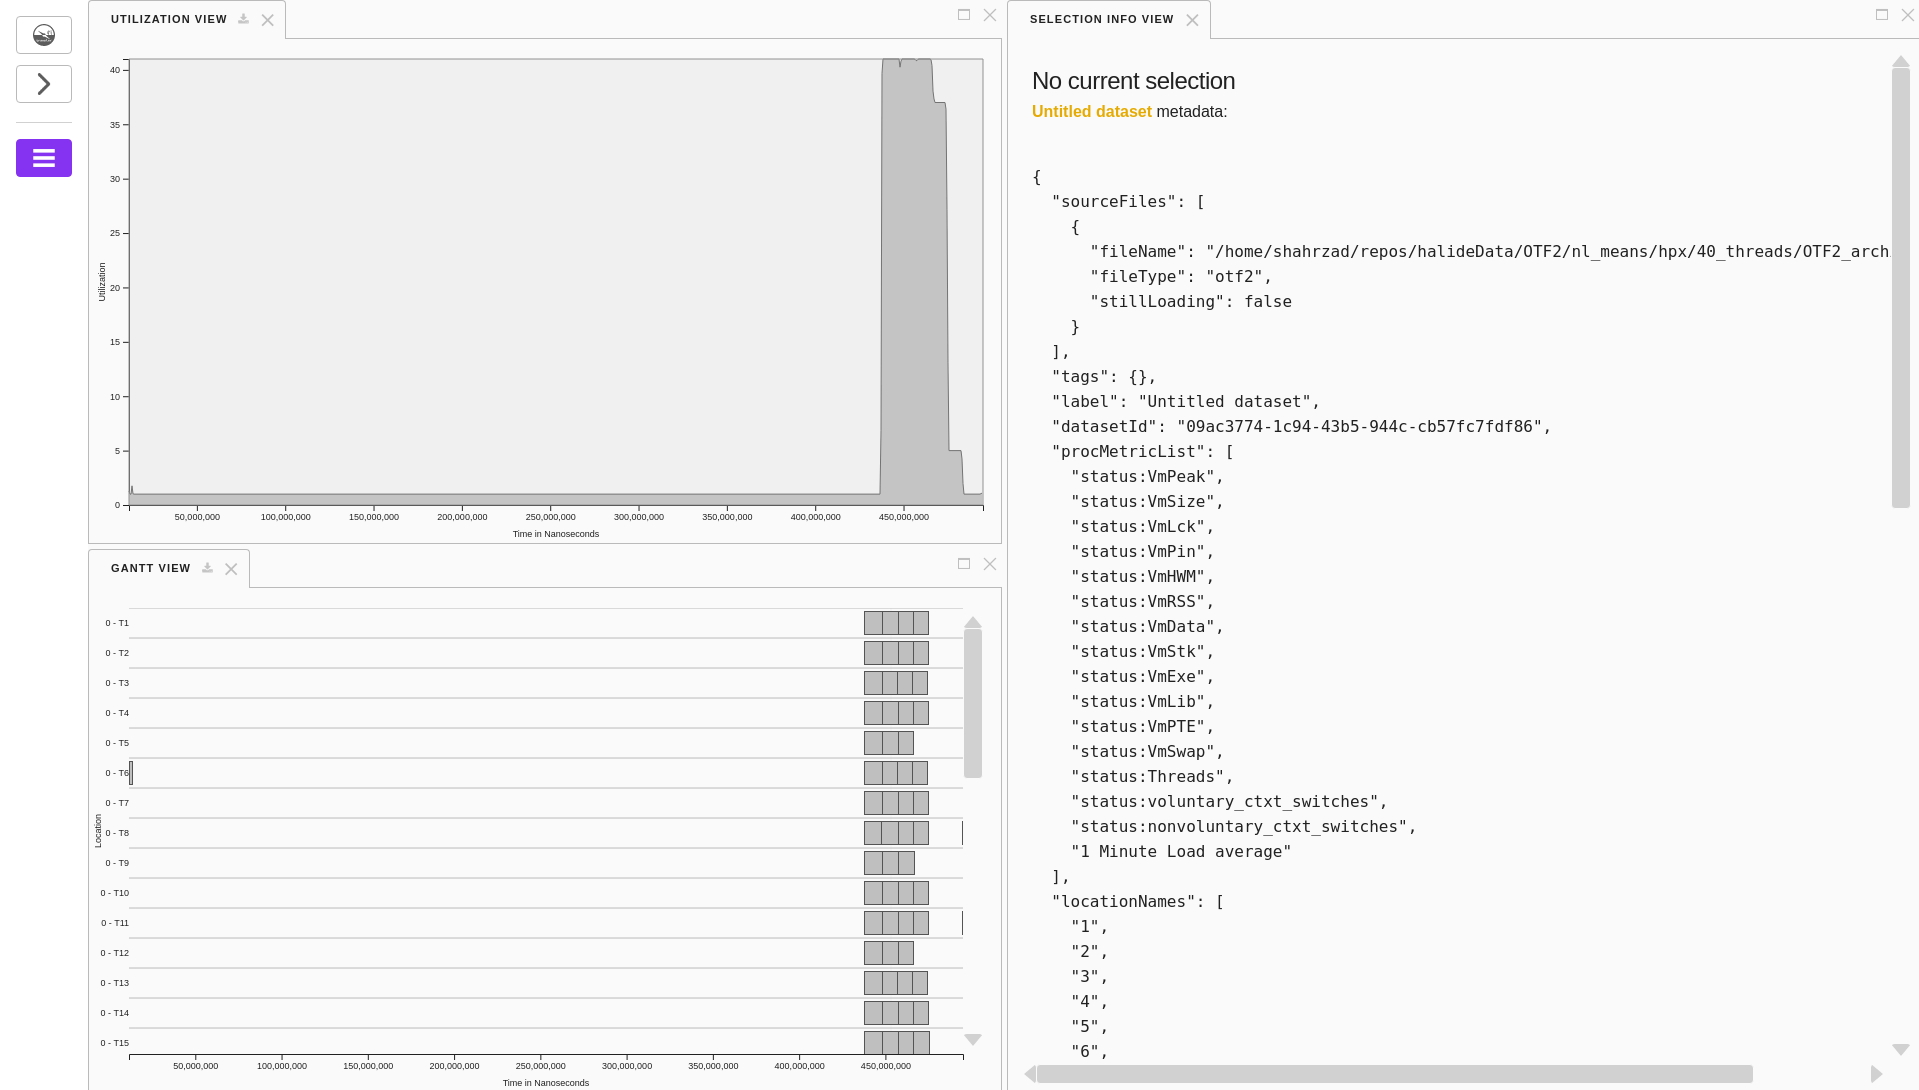 UTILIZATION VIEW
40
35
30
25
20
15
10
5
0
Utilization
50,000,000
100,000,000
150,000,000
200,000,000
250,000,000
300,000,000
350,000,000
400,000,000
450,000,000
Time in Nanoseconds
GANTT VIEW
0 - T1
0 - T2
0 - T3
0 - T4
0 - T5
0 - T6
0 - T7
0 - T8
0 - T9
0 - T10
0 - T11
0 - T12
0 - T13
0 - T14
0 - T15
Location
50,000,000
100,000,000
150,000,000
200,000,000
250,000,000
300,000,000
350,000,000
400,000,000
450,000,000
Time in Nanoseconds
SELECTION INFO VIEW
No current selection
Untitled dataset metadata:
{
"sourceFiles": [
{
"fileName": "/home/shahrzad/repos/halideData/OTF2/nl_means/hpx/40_threads/OTF2_arch
"fileType": "otf2",
"stillLoading": false
}
],
"tags": {},
"label": "Untitled dataset",
"datasetId": "09ac3774-1c94-43b5-944c-cb57fc7fdf86",
"procMetricList": [
"status:VmPeak",
"status:VmSize",
"status:VmLck",
"status:VmPin",
"status:VmHWM",
"status:VmRSS",
"status:VmData",
"status:VmStk",
"status:VmExe",
"status:VmLib",
"status:VmPTE",
"status:VmSwap",
"status:Threads",
"status:voluntary_ctxt_switches",
"status:nonvoluntary_ctxt_switches",
"1 Minute Load average"
],
"locationNames": [
"1",
"2",
"3",
"4",
"5",
"6",